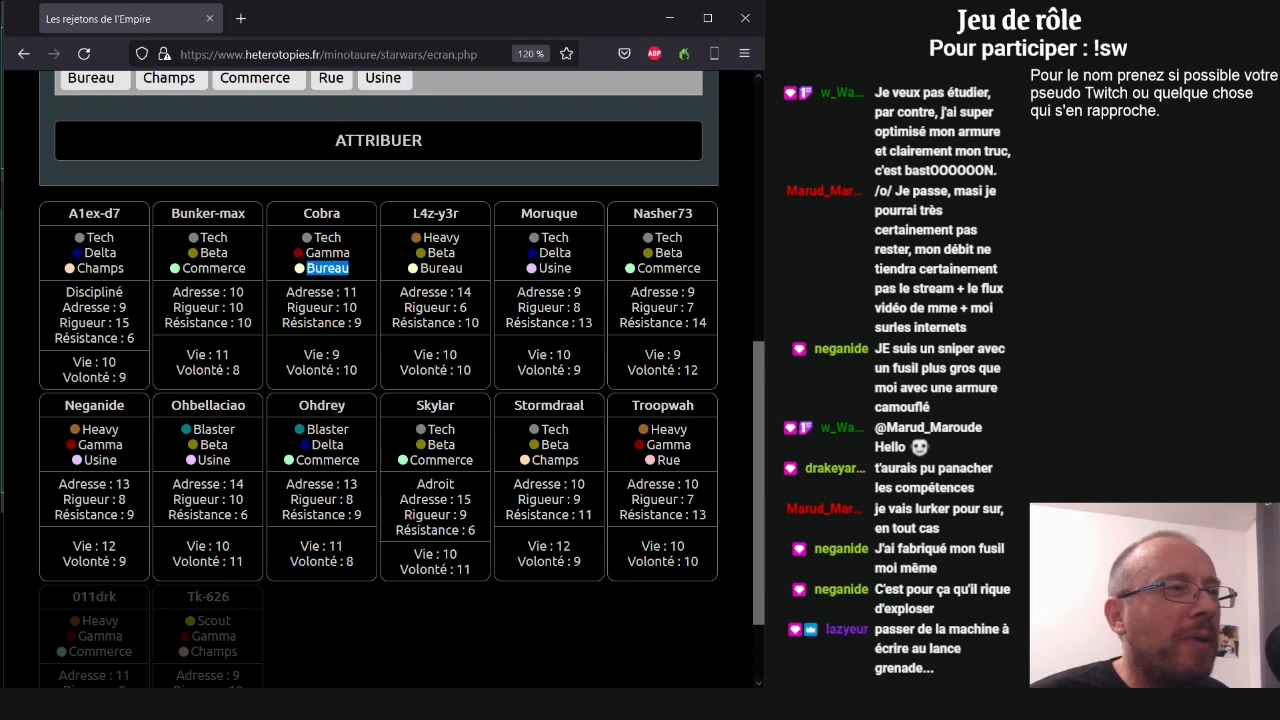 Les rejetons de l'Empire
https://www.heterotopies.fr/minotaure/starwars/ecran.php
120 %
ABP
Bureau Champs Commerce Rue Usine
ATTRIBUER
A1ex-d7
Tech
Delta
Champs
Discipliné
Adresse : 9
Rigueur : 15
Résistance : 6
Vie : 10
Volonté : 9
Bunker-max
Tech
Beta
Commerce
Adresse : 10
Rigueur : 10
Résistance : 10
Vie : 11
Volonté : 8
Cobra
Tech
Gamma
Bureau
Adresse : 11
Rigueur : 10
Résistance : 9
Vie : 9
Volonté : 10
L4z-y3r
Heavy
Beta
Bureau
Adresse : 14
Rigueur : 6
Résistance : 10
Vie : 10
Volonté : 10
Moruque
Tech
Delta
Usine
Adresse : 9
Rigueur : 8
Résistance : 13
Vie : 10
Volonté : 9
Nasher73
Tech
Beta
Commerce
Adresse : 9
Rigueur : 7
Résistance : 14
Vie : 9
Volonté : 12
Neganide
Heavy
Gamma
Usine
Adresse : 13
Rigueur : 8
Résistance : 9
Vie : 12
Volonté : 9
Ohbellaciao
Blaster
Beta
Usine
Adresse : 14
Rigueur : 10
Résistance : 6
Vie : 10
Volonté : 11
Ohdrey
Blaster
Delta
Commerce
Adresse : 13
Rigueur : 8
Résistance : 9
Vie : 11
Volonté : 8
Skylar
Tech
Beta
Commerce
Adroit
Adresse : 15
Rigueur : 9
Résistance : 6
Vie : 10
Volonté : 11
Stormdraal
Tech
Beta
Champs
Adresse : 10
Rigueur : 9
Résistance : 11
Vie : 12
Volonté : 9
Troopwah
Heavy
Gamma
Rue
Adresse : 10
Rigueur : 7
Résistance : 13
Vie : 10
Volonté : 10
011drk
Heavy
Gamma
Commerce
Adresse : 11
Tk-626
Scout
Gamma
Champs
Adresse : 9
Jeu de rôle
Pour participer : !sw
Pour le nom prenez si possible votre
pseudo Twitch ou quelque chose
qui s'en rapproche.
w_Wa... Je veux pas étudier,
par contre, j'ai super
optimisé mon armure
et clairement mon truc,
c'est bastOOOOOON.
Marud_Mar... /o/ Je passe, masi je
pourrai très
certainement pas
rester, mon débit ne
tiendra certainement
pas le stream + le flux
vidéo de mme + moi
surles internets
neganide JE suis un sniper avec
un fusil plus gros que
moi avec une armure
camouflé
w_Wa... @Marud_Maroude
Hello
drakeyar... t'aurais pu panacher
les compétences
Marud_Mar... je vais lurker pour sur,
en tout cas
neganide J'ai fabriqué mon fusil
moi même
neganide C'est pour ça qu'il rique
d'exploser
lazyeur passer de la machine à
écrire au lance
grenade...